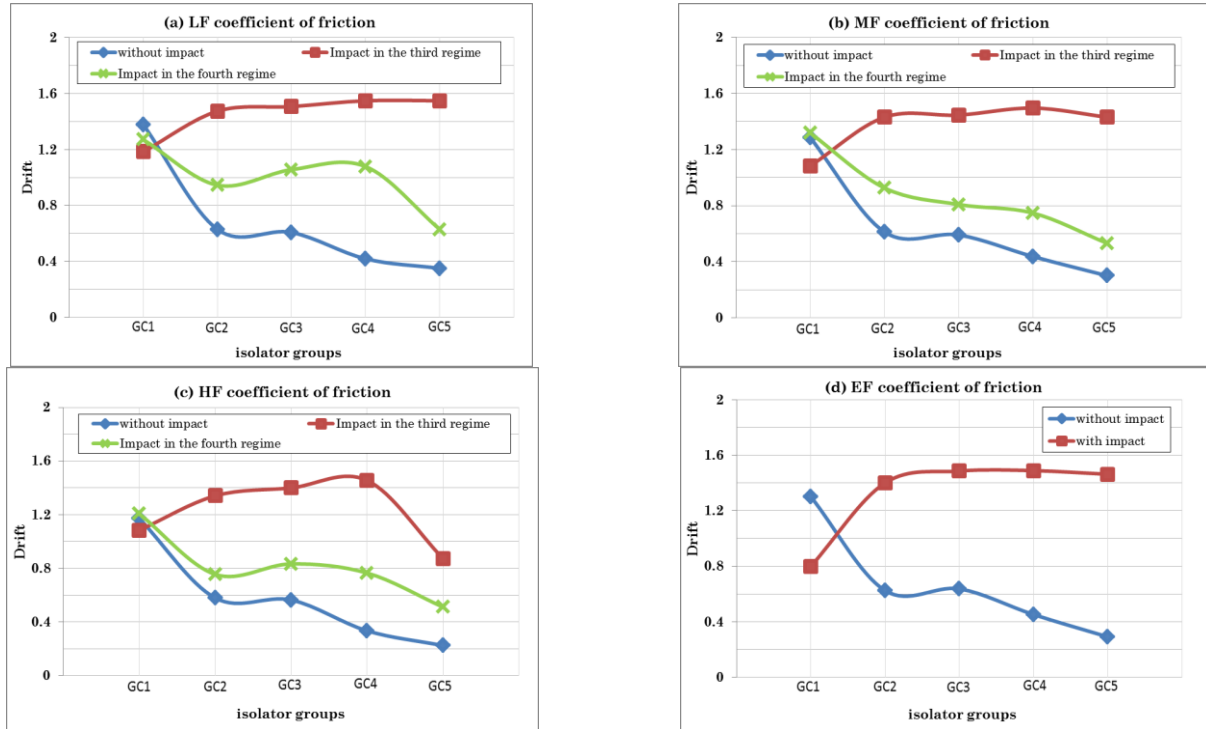 (a) LF coefficient of friction
2
without impact
Impact in the third regime
Impact in the fourth regime
1.6
1.2
0.8
0.4
0
Drift
GC1 GC2 GC3 GC4 GC5
isolator groups
(b) MF coefficient of friction
2
without impact
Impact in the third regime
Impact in the fourth regime
1.6
1.2
0.8
0.4
0
Drift
GC1 GC2 GC3 GC4 GC5
isolator groups
(c) HF coefficient of friction
2
without impact
Impact in the third regime
Impact in the fourth regime
1.6
1.2
0.8
0.4
0
Drift
GC1 GC2 GC3 GC4 GC5
isolator groups
(d) EF coefficient of friction
2
without impact
with impact
1.6
1.2
0.8
0.4
0
Drift
GC1 GC2 GC3 GC4 GC5
isolator groups